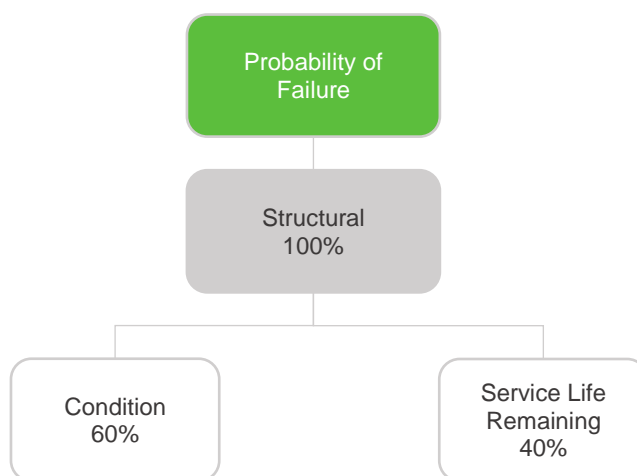 Probability of
Failure
Structural
100%
Condition
60%
Service Life
Remaining
40%